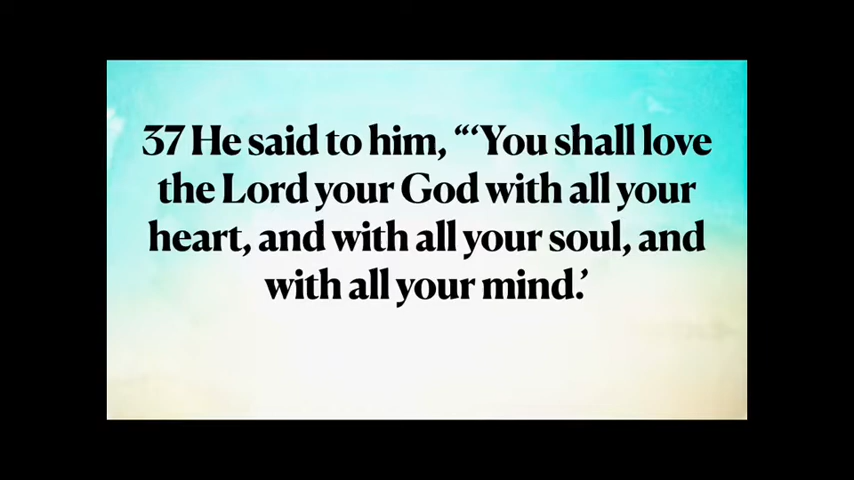 37 He said to him, “‘You shall love
the Lord your God with all your
heart, and with all your soul, and
with all your mind.’